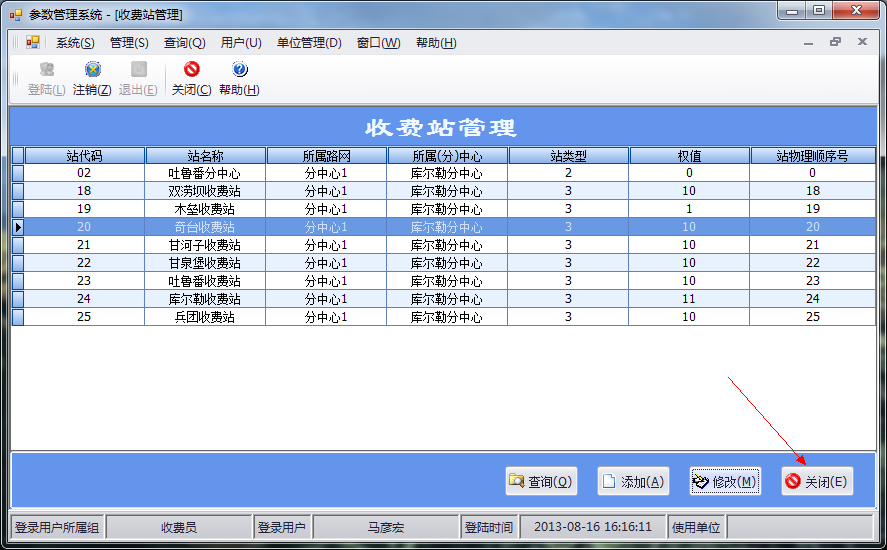 参数管理系统 - [收费站管理]
系统(S) 管理(S) 查询(Q) 用户(U) 单位管理(D) 窗口(W) 帮助(H)
登陆(L) 注销(Z) 退出(E) 关闭(C) 帮助(H)
收费站管理
站代码 站名称 所属路网 所属(分)中心 站类型 权值 站物理顺序号
02 吐鲁番分中心 分中心1 库尔勒分中心 2 0 0
18 双涝坝收费站 分中心1 库尔勒分中心 3 10 18
19 木垒收费站 分中心1 库尔勒分中心 3 1 19
20 奇台收费站 分中心1 库尔勒分中心 3 10 20
21 甘河子收费站 分中心1 库尔勒分中心 3 10 21
22 甘泉堡收费站 分中心1 库尔勒分中心 3 10 22
23 吐鲁番收费站 分中心1 库尔勒分中心 3 10 23
24 库尔勒收费站 分中心1 库尔勒分中心 3 11 24
25 兵团收费站 分中心1 库尔勒分中心 3 10 25
查询(Q) 添加(A) 修改(M) 关闭(E)
登录用户所属组 收费员 登录用户 马彦宏 登陆时间 2013-08-16 16:16:11 使用单位